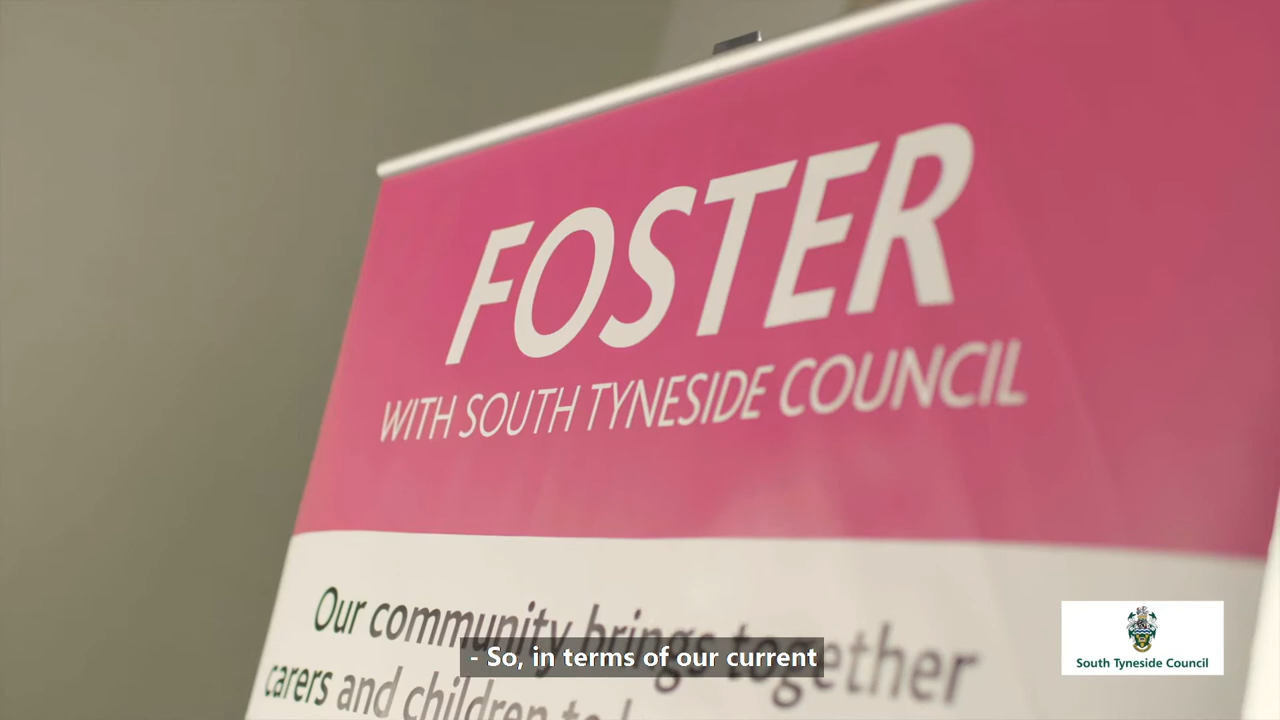 FOSTER
WITH SOUTH TYNESIDE COUNCIL
Our community brings together
carers and children to
- So, in terms of our current
South Tyneside Council